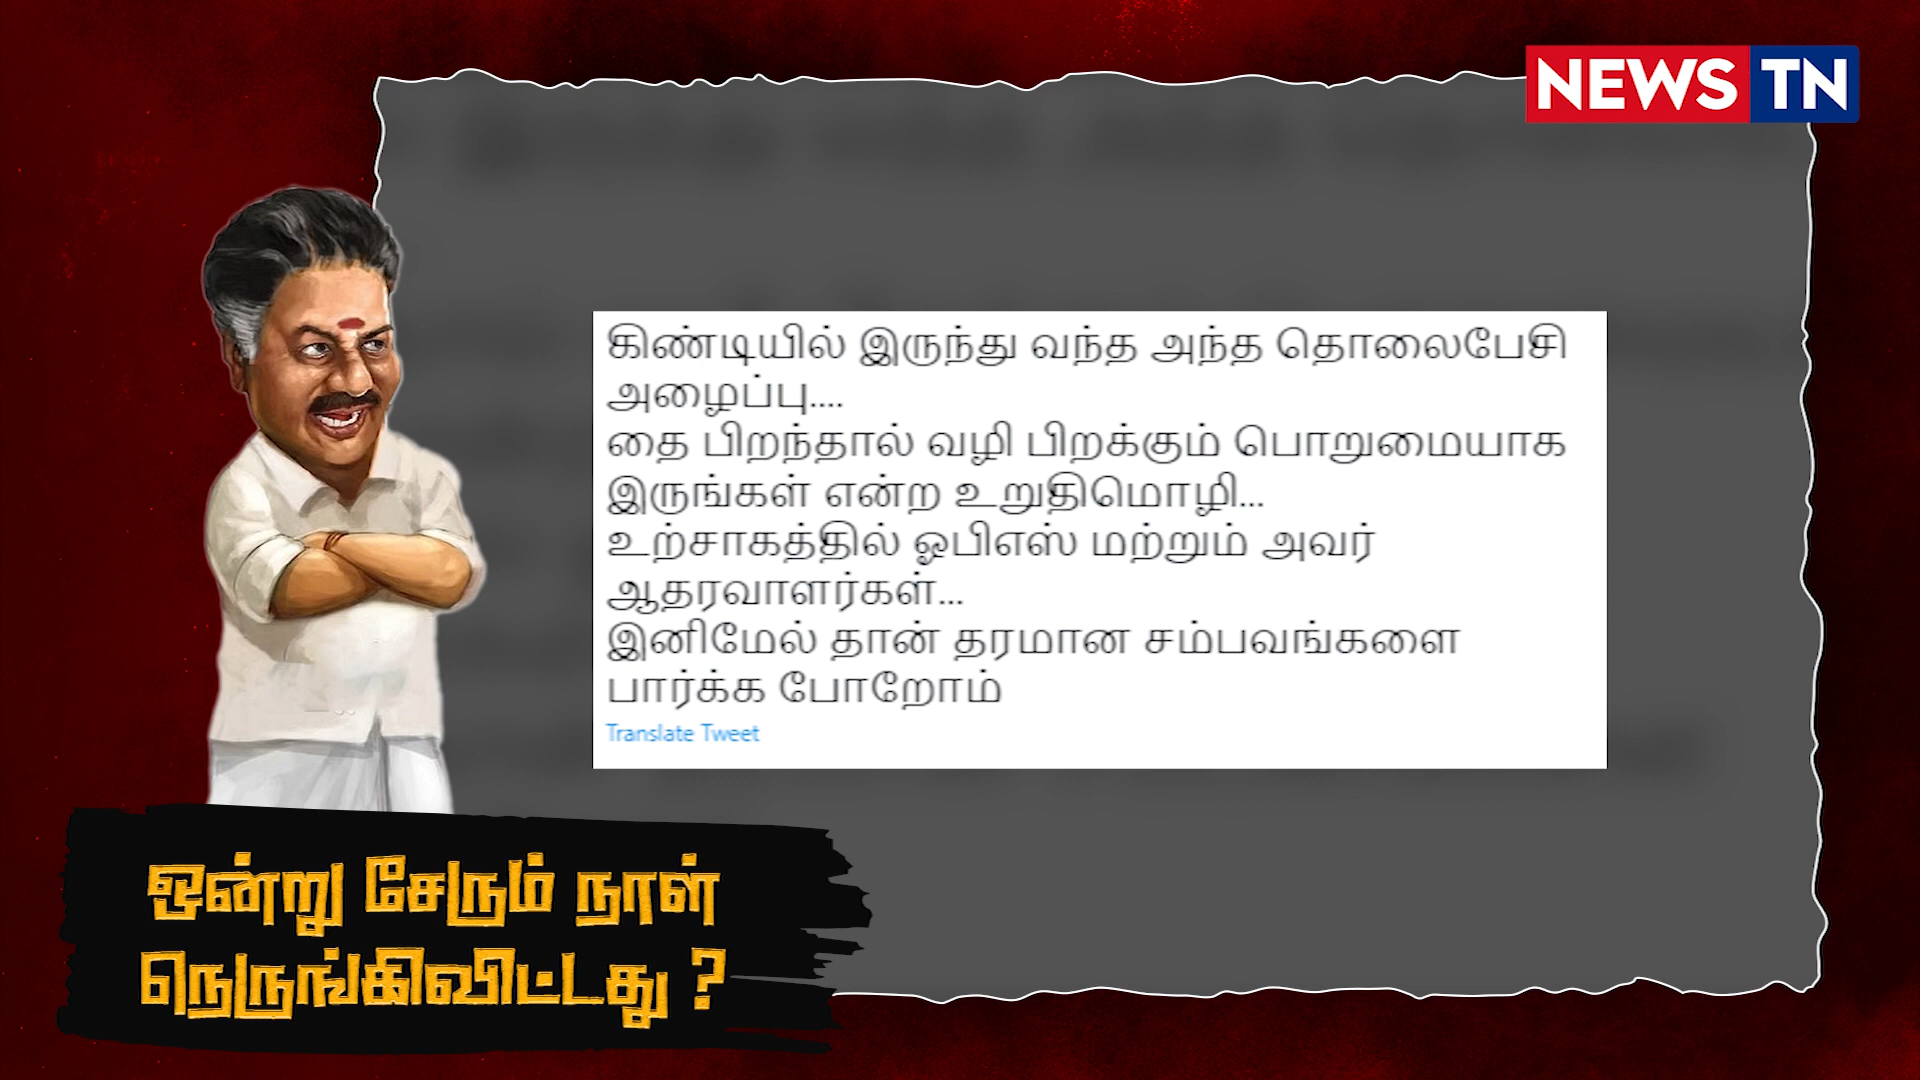 NEWS TN
கிண்டியில் இருந்து வந்த அந்த தொலைபேசி
அழைப்பு....
தை பிறந்தால் வழி பிறக்கும் பொறுமையாக
இருங்கள் என்ற உறுதிமொழி...
உற்சாகத்தில் ஓபிஎஸ் மற்றும் அவர்
ஆதரவாளர்கள்...
இனிமேல் தான் தரமான சம்பவங்களை
பார்க்க போறோம்
Translate Tweet
ஒன்று சேரும் நாள்
நெருங்கிவிட்டது ?